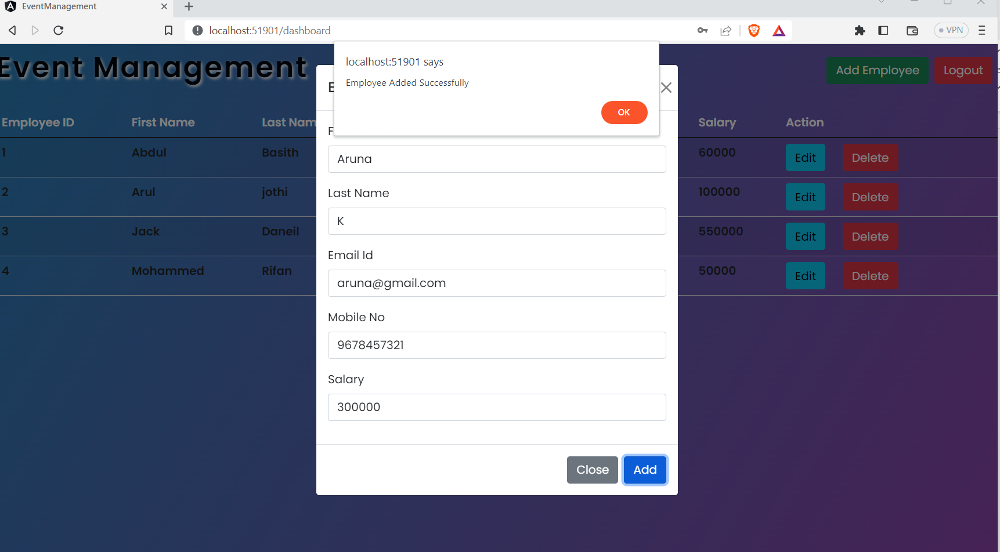 EventManagement
localhost:51901/dashboard
VPN
Event Management
localhost:51901 says
Employee Added Successfully
OK
Add Employee
Logout
Employee ID First Name Last Nam Salary Action
1 Abdul Basith 60000 Edit Delete
2 Arul jothi 100000 Edit Delete
3 Jack Daneil 550000 Edit Delete
4 Mohammed Rifan 50000 Edit Delete
Aruna
Last Name
K
Email Id
aruna@gmail.com
Mobile No
9678457321
Salary
300000
Close Add